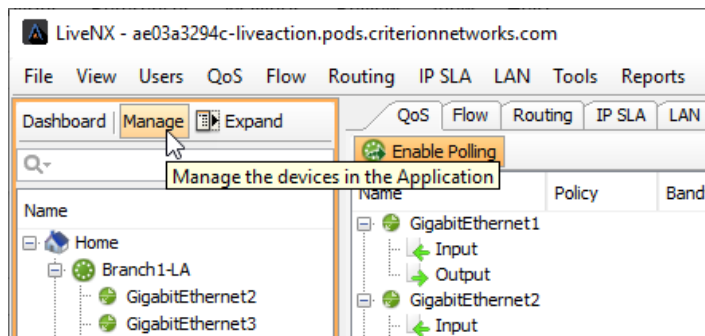 LiveNX - ae03a3294c-liveaction.pods.criterionnetworks.com
File View Users QoS Flow Routing IP SLA LAN Tools Reports
Dashboard Manage Expand
QoS Flow Routing IP SLA LAN
Enable Polling
Manage the devices in the Application
Name
Name Policy Band
Home
Branch1-LA
GigabitEthernet2
GigabitEthernet3
GigabitEthernet1
Input
Output
GigabitEthernet2
Input